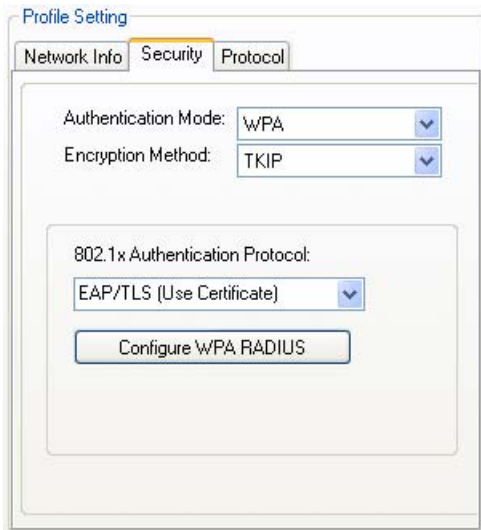 Profile Setting
Network Info Security Protocol
Authentication Mode: WPA
Encryption Method: TKIP
802.1x Authentication Protocol:
EAP/TLS (Use Certificate)
Configure WPA RADIUS